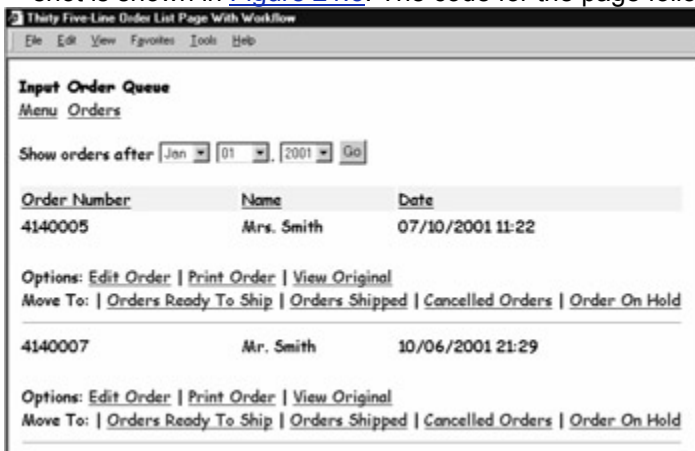 shot is shown in Figure 21.5. The code for the page follo
Thirty Five-Line Order List Page With Workflow
File Edit View Favorites Tools Help
Input Order Queue
Menu Orders
Show orders after Jan 01 , 2001 Go
Order Number Name Date
4140005 Mrs. Smith 07/10/2001 11:22
Options: Edit Order | Print Order | View Original
Move To: | Orders Ready To Ship | Orders Shipped | Cancelled Orders | Order On Hold
4140007 Mr. Smith 10/06/2001 21:29
Options: Edit Order | Print Order | View Original
Move To: | Orders Ready To Ship | Orders Shipped | Cancelled Orders | Order On Hold